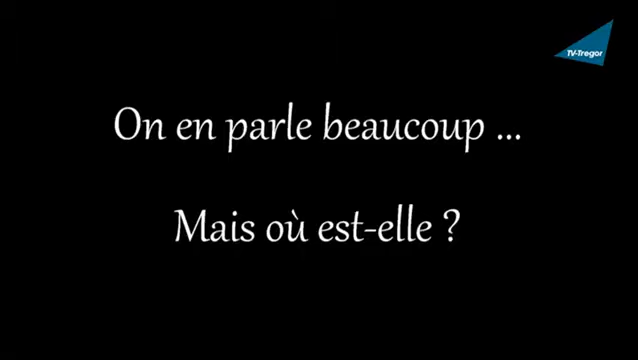 TV-Tregor
On en parle beaucoup ...
Mais où est-elle ?